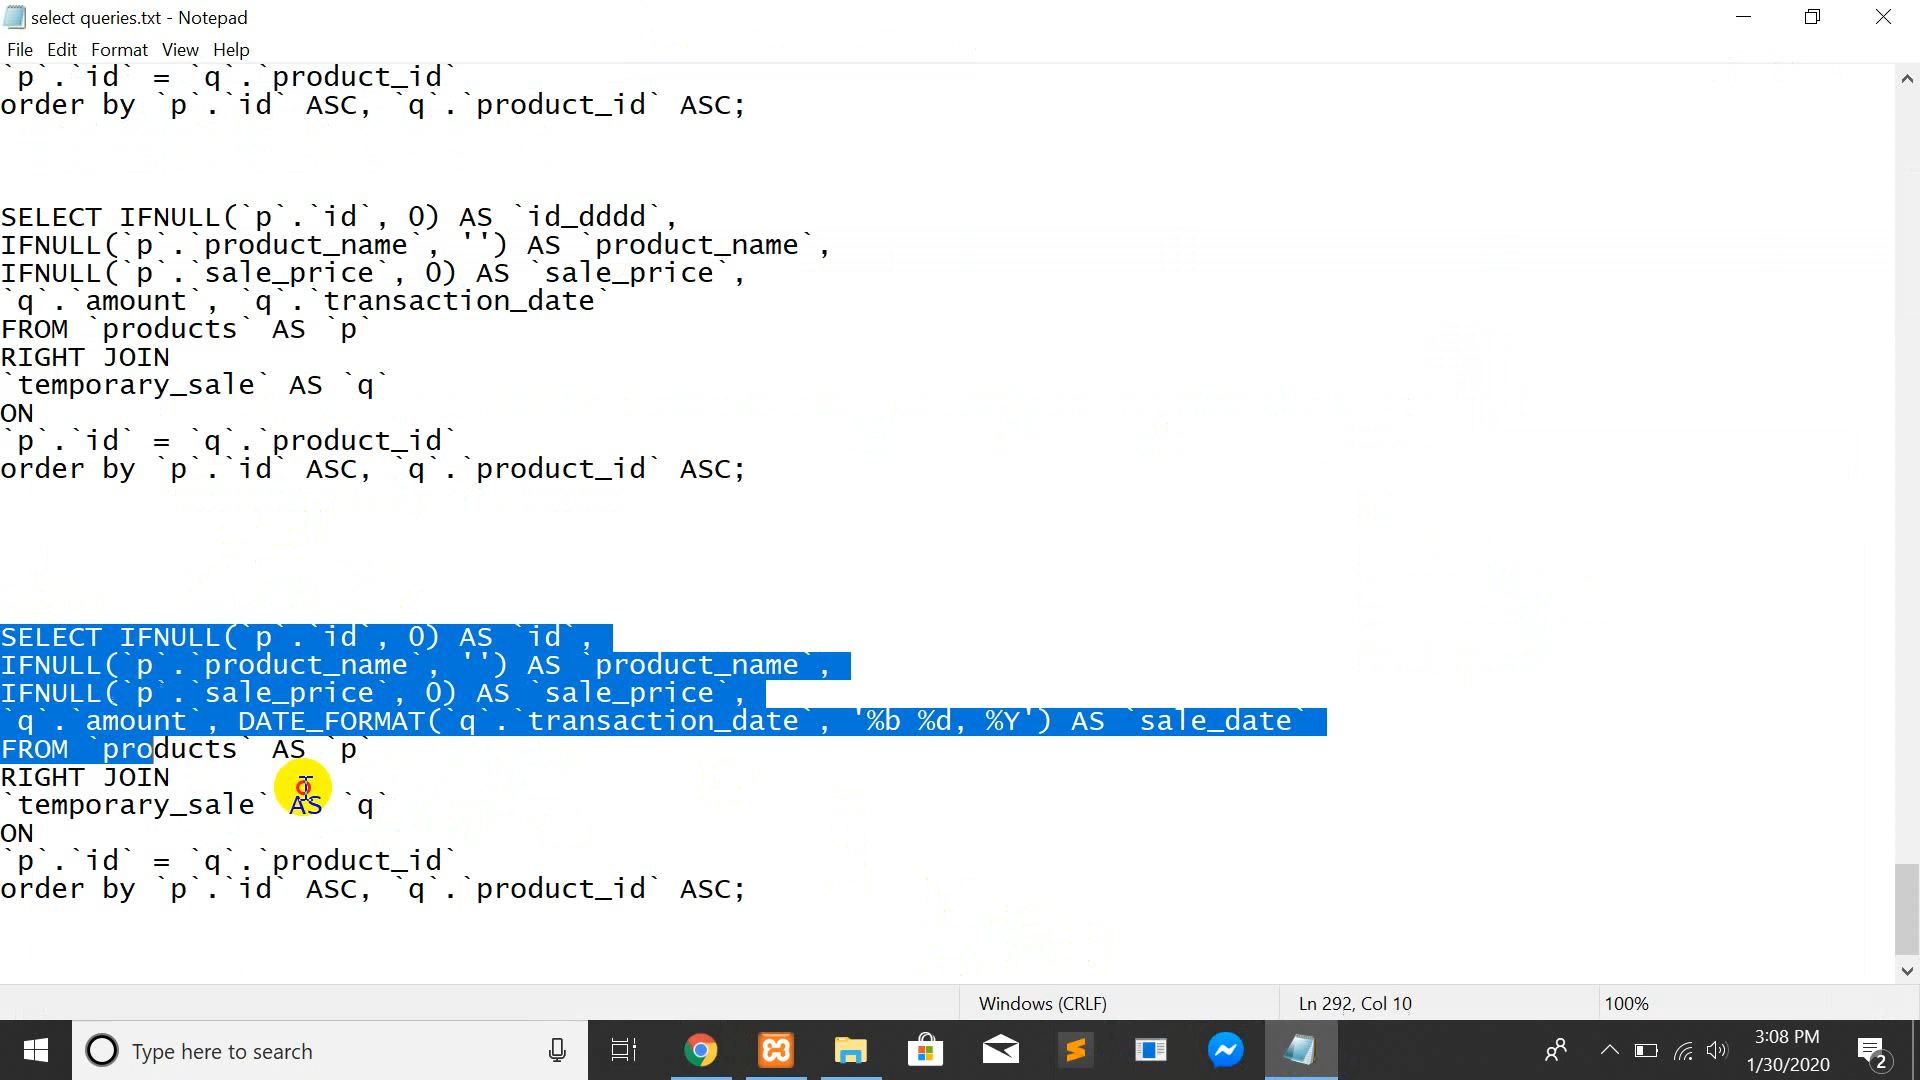 select queries.txt - Notepad
File Edit Format View Help
`p`.`id` = `q`.`product_id`
order by `p`.`id` ASC, `q`.`product_id` ASC;
SELECT IFNULL(`p`.`id`, 0) AS `id_dddd`,
IFNULL(`p`.`product_name`, '') AS `product_name`,
IFNULL(`p`.`sale_price`, 0) AS `sale_price`,
`q`.`amount`, `q`.`transaction_date`
FROM `products` AS `p`
RIGHT JOIN
`temporary_sale` AS `q`
ON
`p`.`id` = `q`.`product_id`
order by `p`.`id` ASC, `q`.`product_id` ASC;
SELECT IFNULL(`p`.`id`, 0) AS `id`,
IFNULL(`p`.`product_name`, '') AS `product_name`,
IFNULL(`p`.`sale_price`, 0) AS `sale_price`,
`q`.`amount`, DATE_FORMAT(`q`.`transaction_date`, '%b %d, %Y') AS `sale_date`
FROM `products` AS `p`
RIGHT JOIN
`temporary_sale` AS `q`
ON
`p`.`id` = `q`.`product_id`
order by `p`.`id` ASC, `q`.`product_id` ASC;
Windows (CRLF) Ln 292, Col 10 100%
Type here to search
3:08 PM
1/30/2020
2